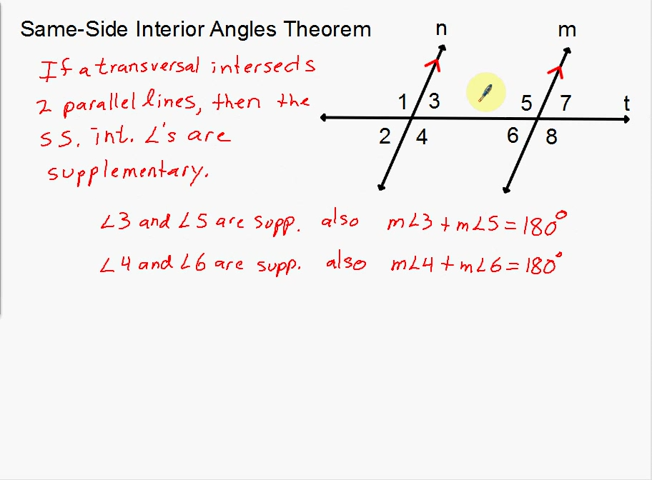 Same-Side Interior Angles Theorem
n
m
If a transversal intersects
2 parallel lines, then the
s s. int. ∠'s are
supplementary.
1 3 5 7 t
2 4 6 8
∠3 and ∠5 are supp. also m∠3 + m∠5 = 180°
∠4 and ∠6 are supp. also m∠4 + m∠6 = 180°